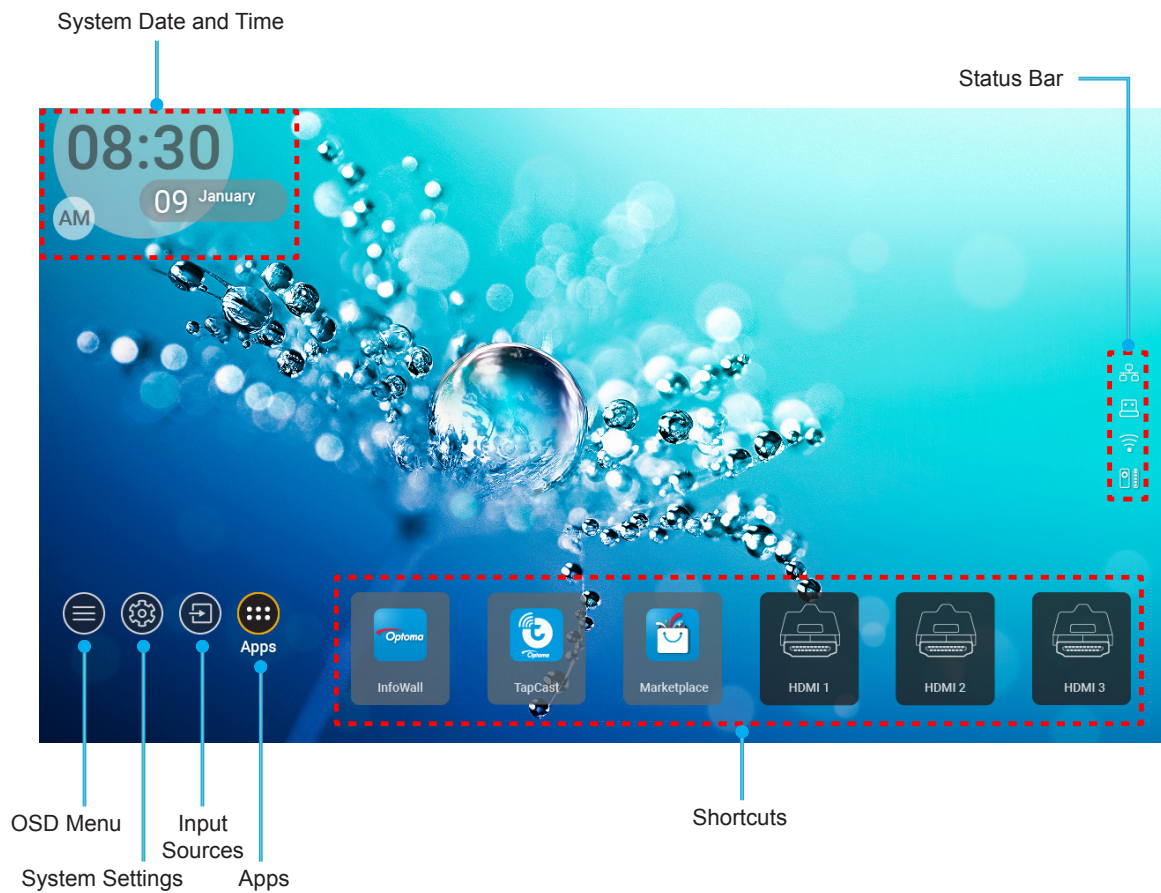 System Date and Time
Status Bar
08:30
09 January
AM
Apps
Optoma
Optoma
InfoWall
TapCast
Marketplace
HDMI 1
HDMI 2
HDMI 3
OSD Menu
Input
Sources
Shortcuts
System Settings
Apps